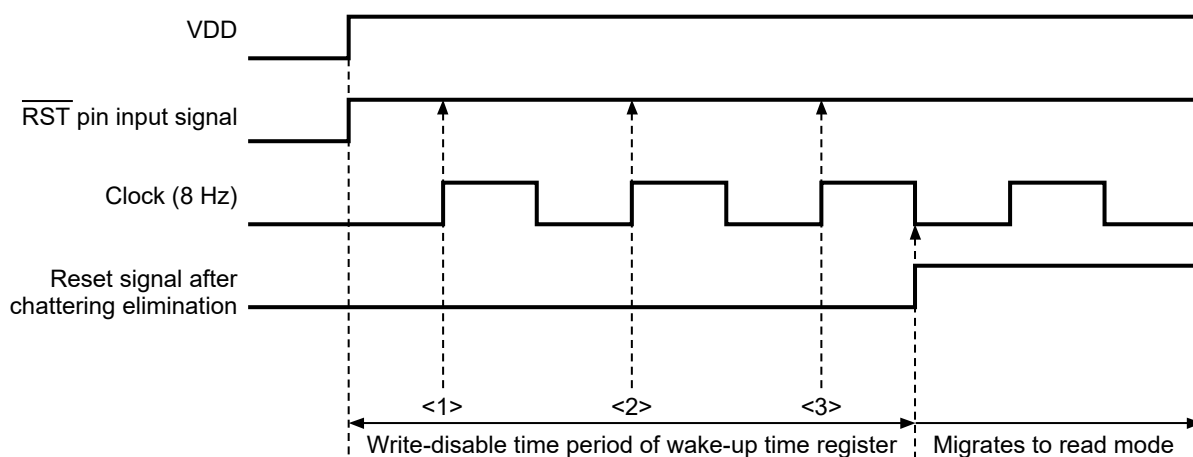 VDD
RST pin input signal
Clock (8 Hz)
Reset signal after
chattering elimination
<1> <2> <3>
Write-disable time period of wake-up time register Migrates to read mode